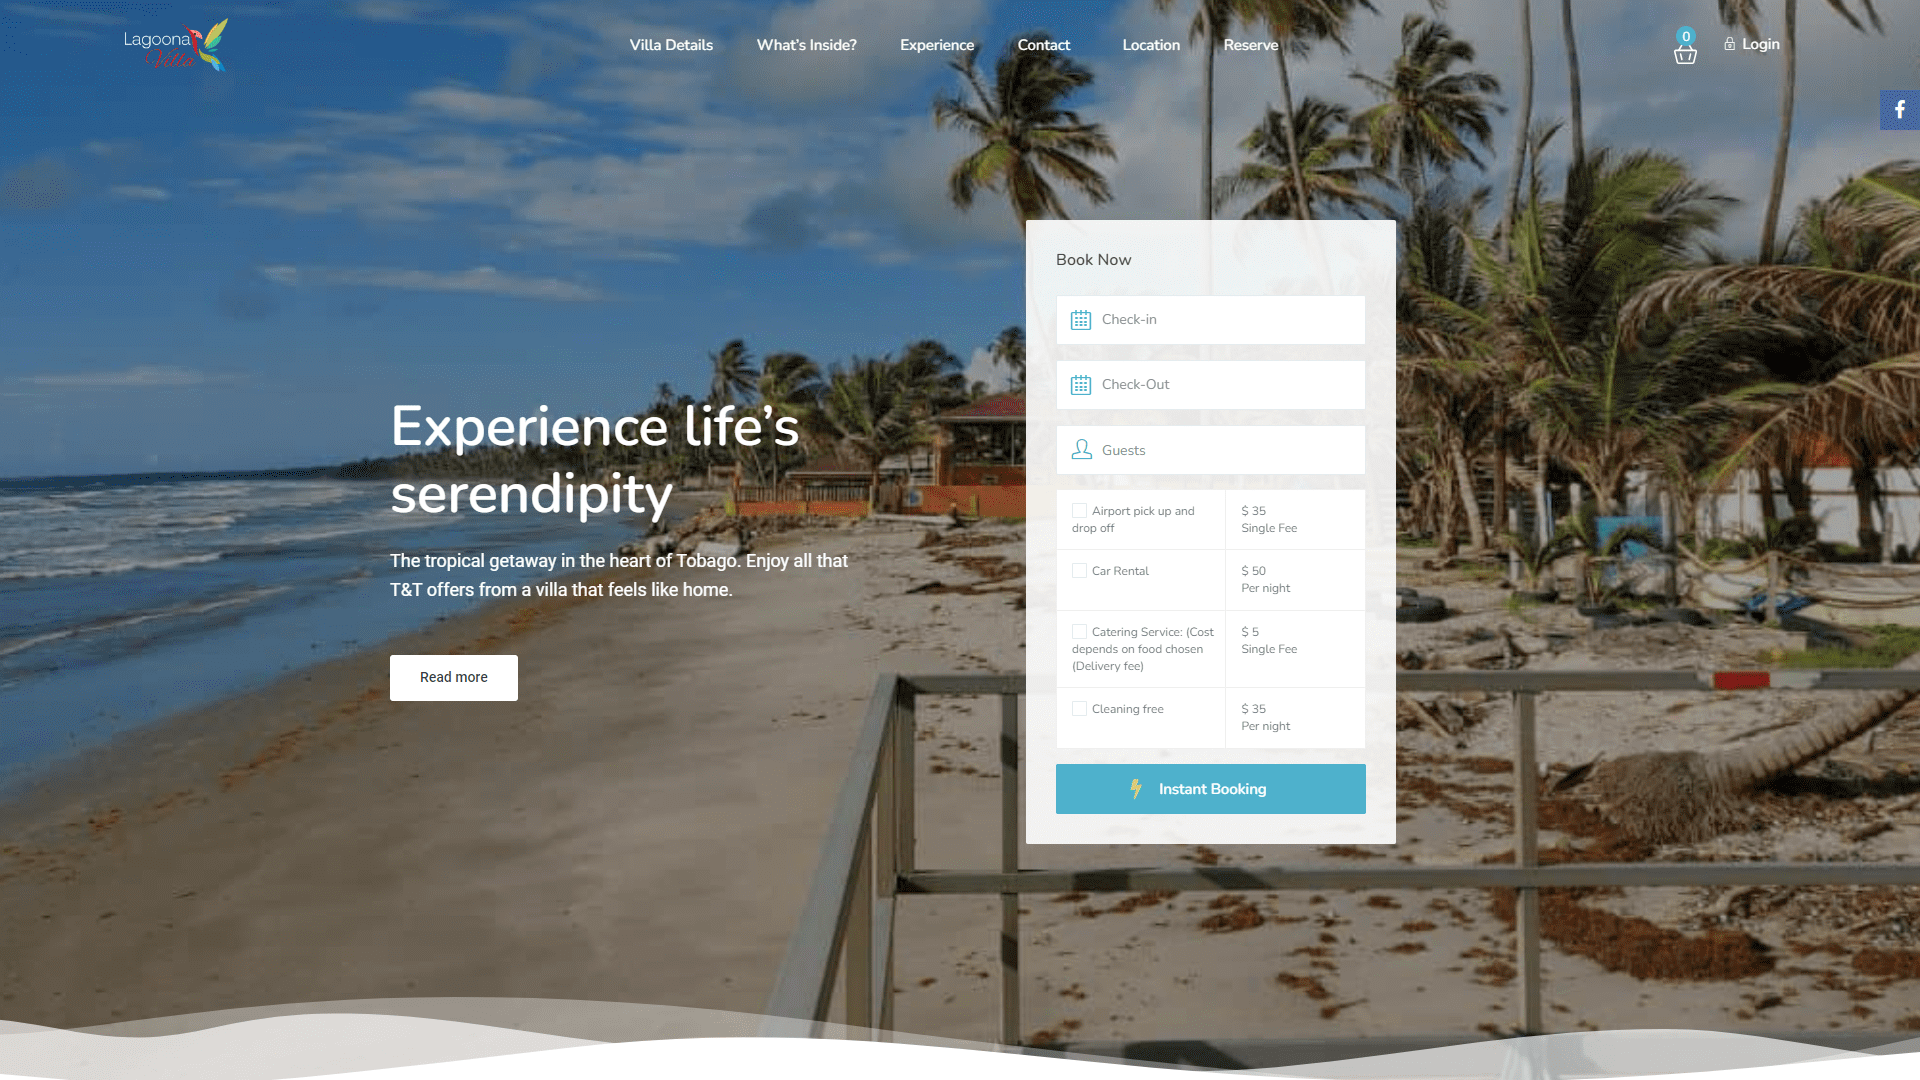 Lagoona
Villa
Villa Details
What's Inside?
Experience
Contact
Location
Reserve
0
Login
Book Now
Check-in
Check-Out
Guests
Airport pick up and
drop off
$ 35
Single Fee
Car Rental
$ 50
Per night
Catering Service: (Cost
depends on food chosen
(Delivery fee)
$ 5
Single Fee
Cleaning free
$ 35
Per night
Instant Booking
Experience life’s
serendipity
The tropical getaway in the heart of Tobago. Enjoy all that
T&T offers from a villa that feels like home.
Read more